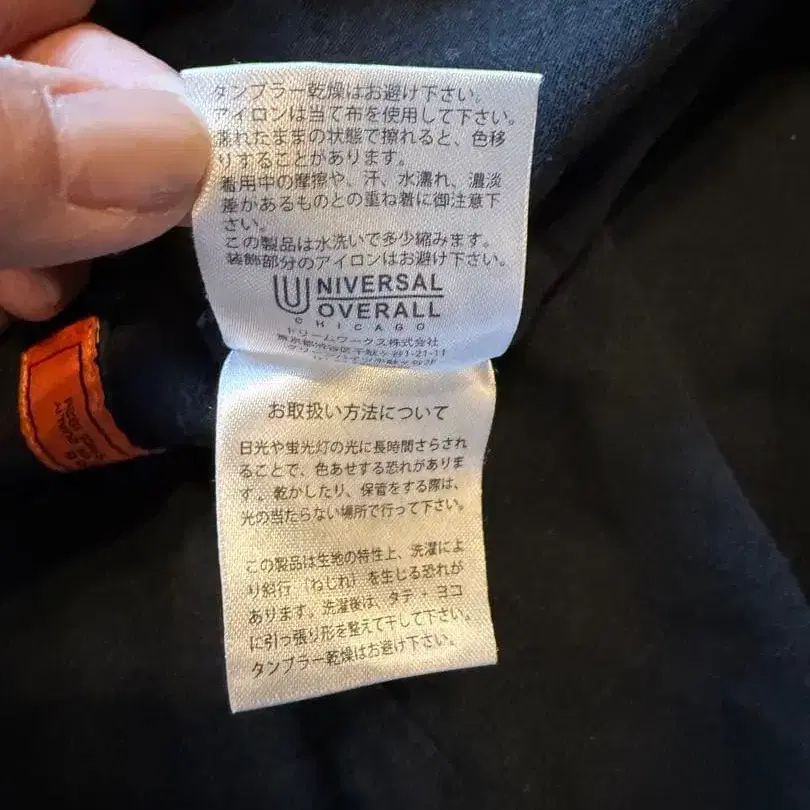 タンブラー乾燥はお避け下さい。
アイロンは当て布を使用して下さい。
濡れたままの状態で擦れると、色移
りすることがあります。
着用中の摩擦や、汗、水濡れ、濃淡
差があるものとの重ね着に御注意下
さい。
この製品は水洗いで多少縮みます。
装飾部分のアイロンはお避け下さい。
UNIVERSAL
OVERALL
CHICAGO
ドリームワークス株式会社
東京都渋谷区千駄ヶ谷1-21-11
お取扱い方法について
日光や蛍光灯の光に長時間さらされ
ることで、色あせする恐れがありま
す。乾かしたり、保管をする際は、
光の当たらない場所で行って下さい。
この製品は生地の特性上、洗濯によ
り斜行（ねじれ）を生じる恐れが
あります。洗濯後は、タテ・ヨコ
に引っ張り形を整えて干して下さい。
タンブラー乾燥はお避け下さい。